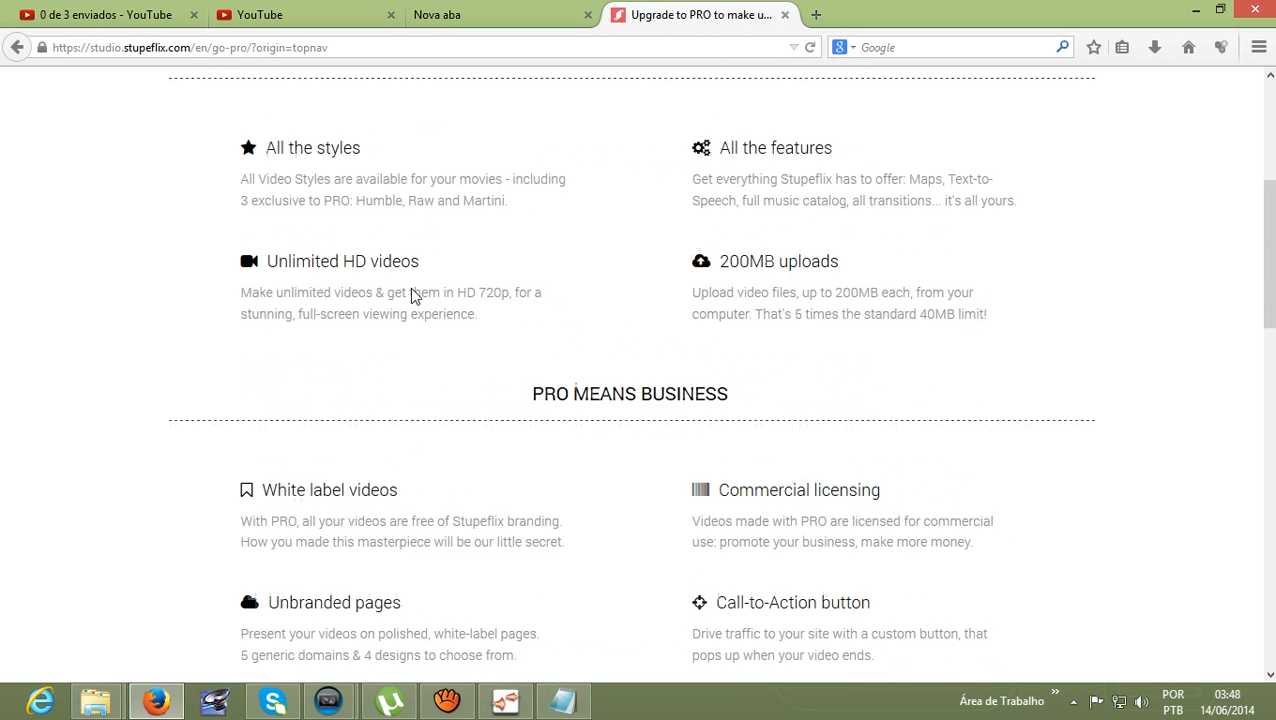 0 de 3 enviados - YouTube
YouTube
Nova aba
Upgrade to PRO to make u...
https://studio.stupeflix.com/en/go-pro/?origin=topnav
Google
All the styles
All Video Styles are available for your movies - including
3 exclusive to PRO: Humble, Raw and Martini.
All the features
Get everything Stupeflix has to offer: Maps, Text-to-
Speech, full music catalog, all transitions... it's all yours.
Unlimited HD videos
Make unlimited videos & get them in HD 720p, for a
stunning, full-screen viewing experience.
200MB uploads
Upload video files, up to 200MB each, from your
computer. That's 5 times the standard 40MB limit!
PRO MEANS BUSINESS
White label videos
With PRO, all your videos are free of Stupeflix branding.
How you made this masterpiece will be our little secret.
Commercial licensing
Videos made with PRO are licensed for commercial
use: promote your business, make more money.
Unbranded pages
Present your videos on polished, white-label pages.
5 generic domains & 4 designs to choose from.
Call-to-Action button
Drive traffic to your site with a custom button, that
pops up when your video ends.
Área de Trabalho
POR
PTB
03:48
14/06/2014